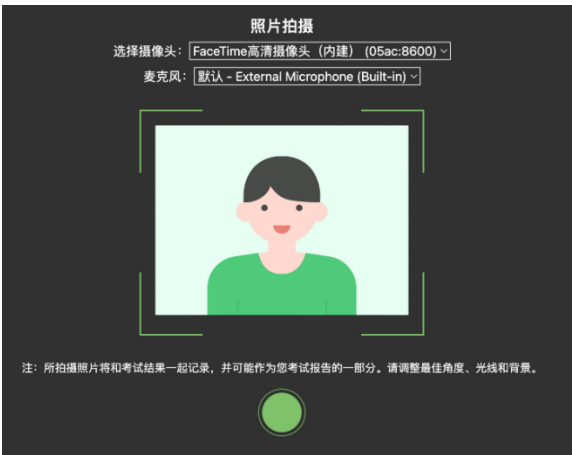 照片拍摄
选择摄像头： FaceTime高清摄像头（内建） (05ac:8600)
麦克风： 默认 - External Microphone (Built-in)
注：所拍摄照片将和考试结果一起记录，并可能作为您考试报告的一部分。请调整最佳角度、光线和背景。